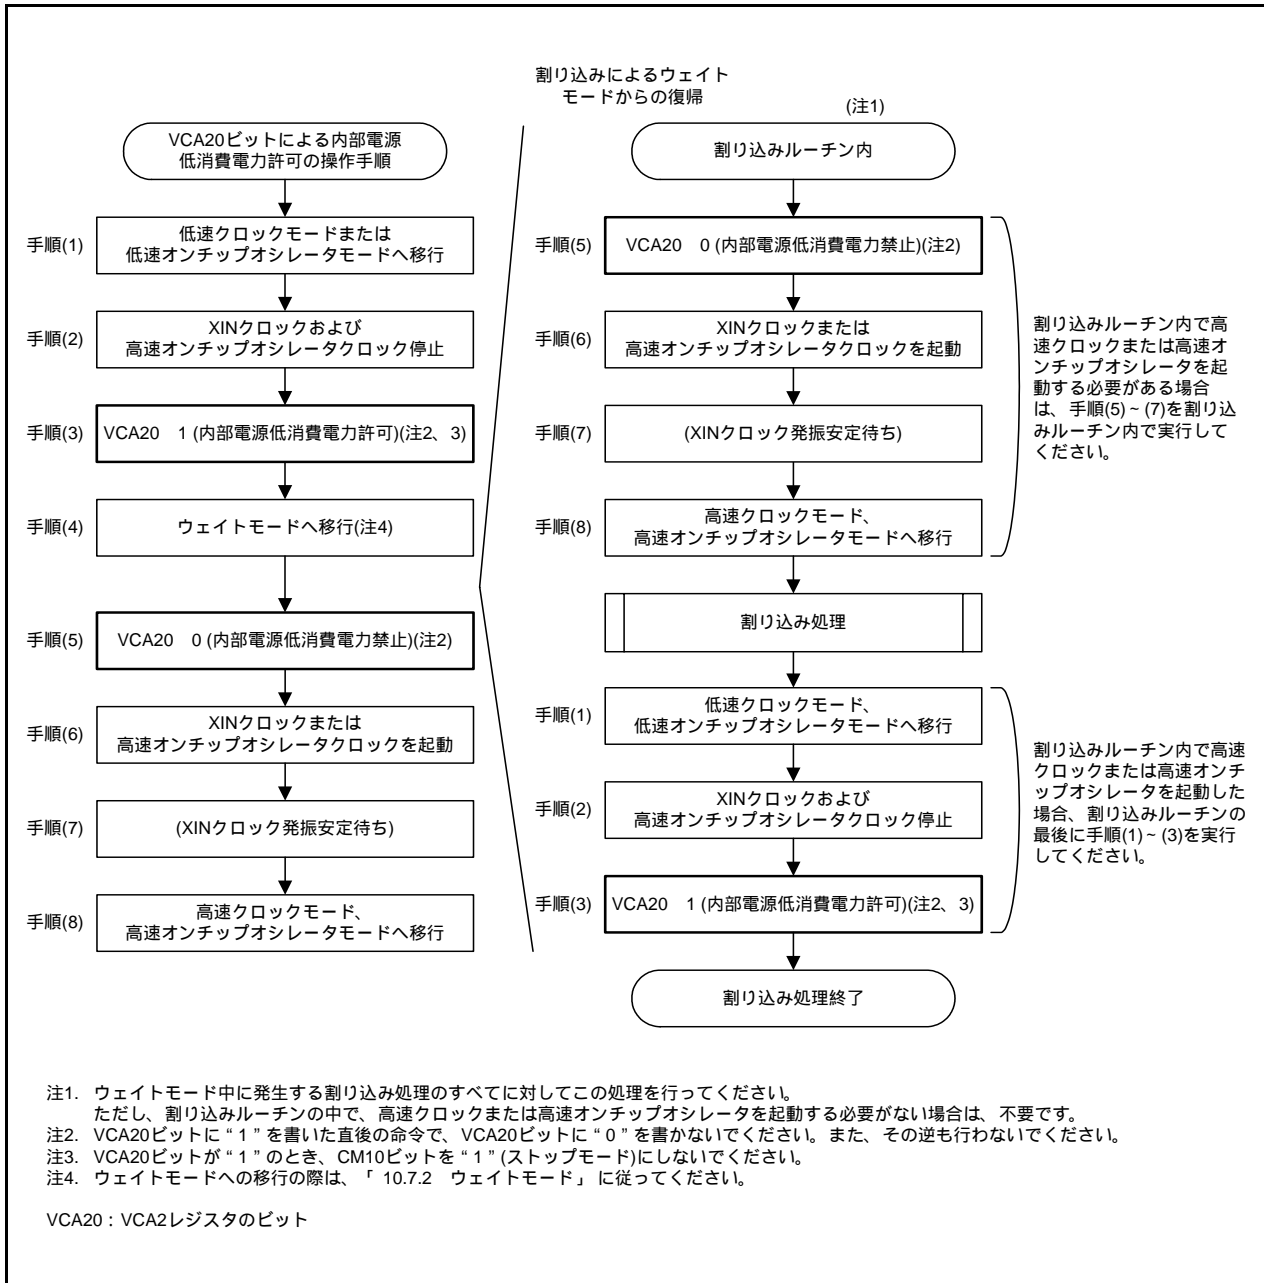 VCA20ビットによる内部電源
低消費電力許可の操作手順
手順(1)
低速クロックモードまたは
低速オンチップオシレータモードへ移行
手順(2)
XINクロックおよび
高速オンチップオシレータクロック停止
手順(3)
VCA20　1 (内部電源低消費電力許可)(注2、3)
手順(4)
ウェイトモードへ移行(注4)
手順(5)
VCA20　0 (内部電源低消費電力禁止)(注2)
手順(6)
XINクロックまたは
高速オンチップオシレータクロックを起動
手順(7)
(XINクロック発振安定待ち)
手順(8)
高速クロックモード、
高速オンチップオシレータモードへ移行
割り込みによるウェイト
モードからの復帰
(注1)
割り込みルーチン内
手順(5)
VCA20　0 (内部電源低消費電力禁止)(注2)
手順(6)
XINクロックまたは
高速オンチップオシレータクロックを起動
手順(7)
(XINクロック発振安定待ち)
手順(8)
高速クロックモード、
高速オンチップオシレータモードへ移行
割り込みルーチン内で高
速クロックまたは高速オ
ンチップオシレータを起
動する必要がある場合
は、手順(5)~(7)を割り込
みルーチン内で実行して
ください。
割り込み処理
手順(1)
低速クロックモード、
低速オンチップオシレータモードへ移行
手順(2)
XINクロックおよび
高速オンチップオシレータクロック停止
手順(3)
VCA20　1 (内部電源低消費電力許可)(注2、3)
割り込みルーチン内で高速
クロックまたは高速オンチ
ップオシレータを起動した
場合、割り込みルーチンの
最後に手順(1)~(3)を実行
してください。
割り込み処理終了
注1. ウェイトモード中に発生する割り込み処理のすべてに対してこの処理を行ってください。
ただし、割り込みルーチンの中で、高速クロックまたは高速オンチップオシレータを起動する必要がない場合は、不要です。
注2. VCA20ビットに“1”を書いた直後の命令で、VCA20ビットに“0”を書かないでください。また、その逆も行わないでください。
注3. VCA20ビットが“1”のとき、CM10ビットを“1”(ストップモード)にしないでください。
注4. ウェイトモードへの移行の際は、「10.7.2　ウェイトモード」に従ってください。
VCA20：VCA2レジスタのビット